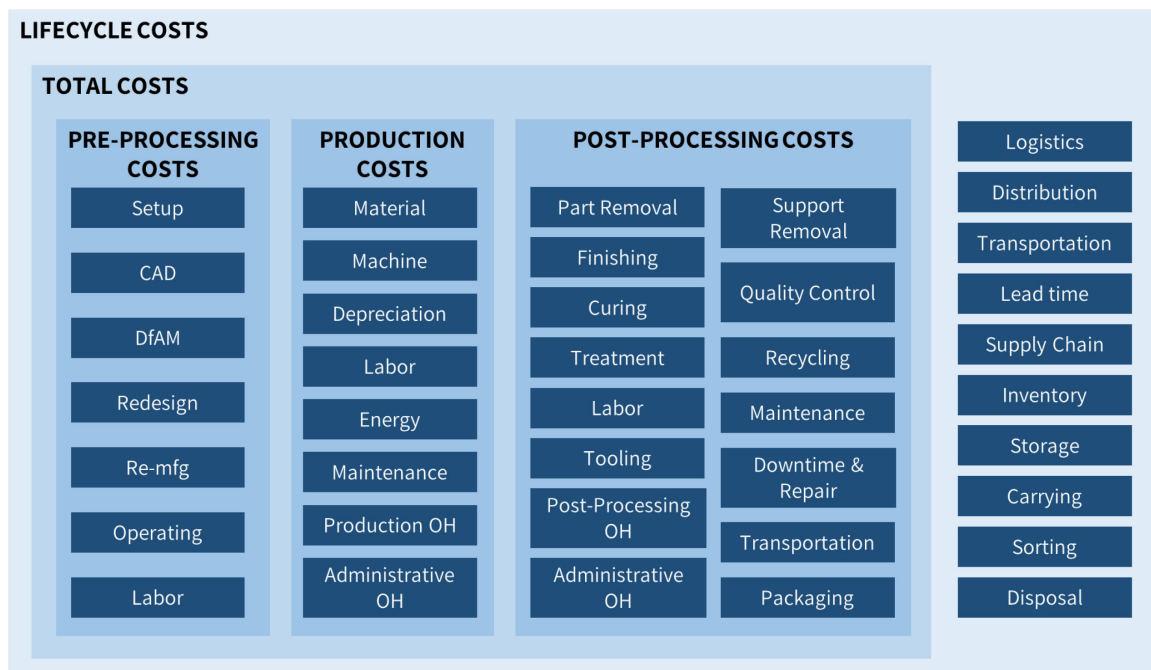 LIFECYCLE COSTS
TOTAL COSTS
PRE-PROCESSING
COSTS
Setup
CAD
DfAM
Redesign
Re-mfg
Operating
Labor
PRODUCTION
COSTS
Material
Machine
Depreciation
Labor
Energy
Maintenance
Production OH
Administrative
OH
POST-PROCESSING COSTS
Part Removal
Finishing
Curing
Treatment
Labor
Tooling
Post-Processing
OH
Administrative
OH
Support
Removal
Quality Control
Recycling
Maintenance
Downtime &
Repair
Transportation
Packaging
Logistics
Distribution
Transportation
Lead time
Supply Chain
Inventory
Storage
Carrying
Sorting
Disposal